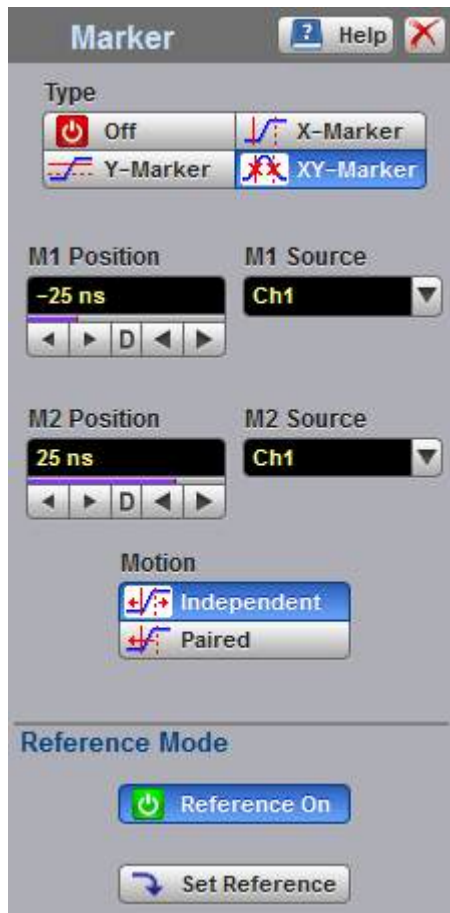 Marker
? Help
Type
Off X-Marker
Y-Marker XY-Marker
M1 Position M1 Source
-25 ns Ch1
D
M2 Position M2 Source
25 ns Ch1
D
Motion
Independent
Paired
Reference Mode
Reference On
Set Reference